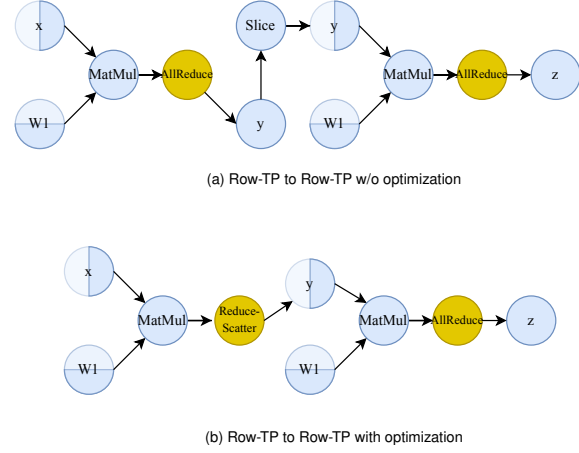 x
Slice
y
MatMul
AllReduce
MatMul
AllReduce
z
W1
y
W1
(a) Row-TP to Row-TP w/o optimization
x
y
MatMul
Reduce-
Scatter
MatMul
AllReduce
z
W1
W1
(b) Row-TP to Row-TP with optimization